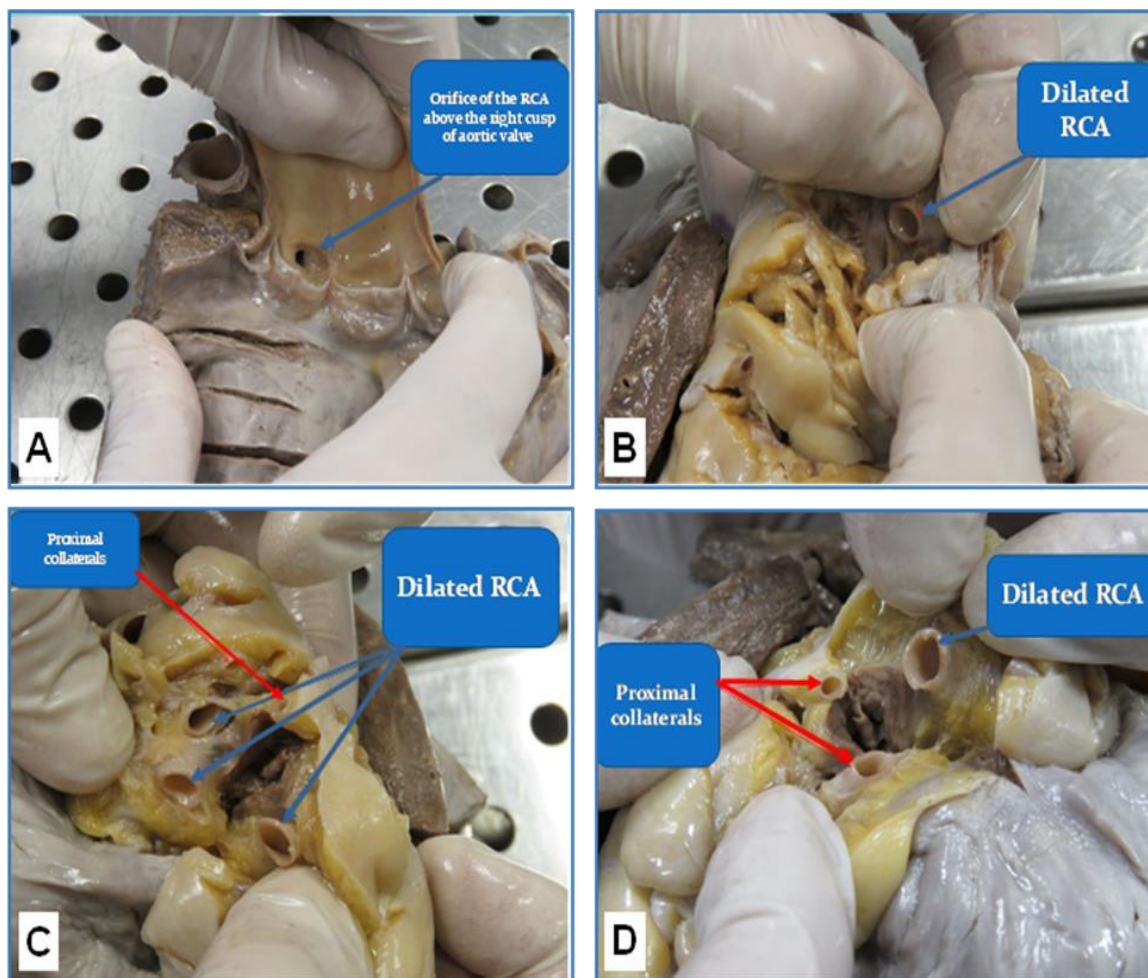 Orifice of the RCA
above the right cusp
of aortic valve
A
Dilated
RCA
B
Proximal
collaterals
Dilated RCA
C
Dilated RCA
Proximal
collaterals
D